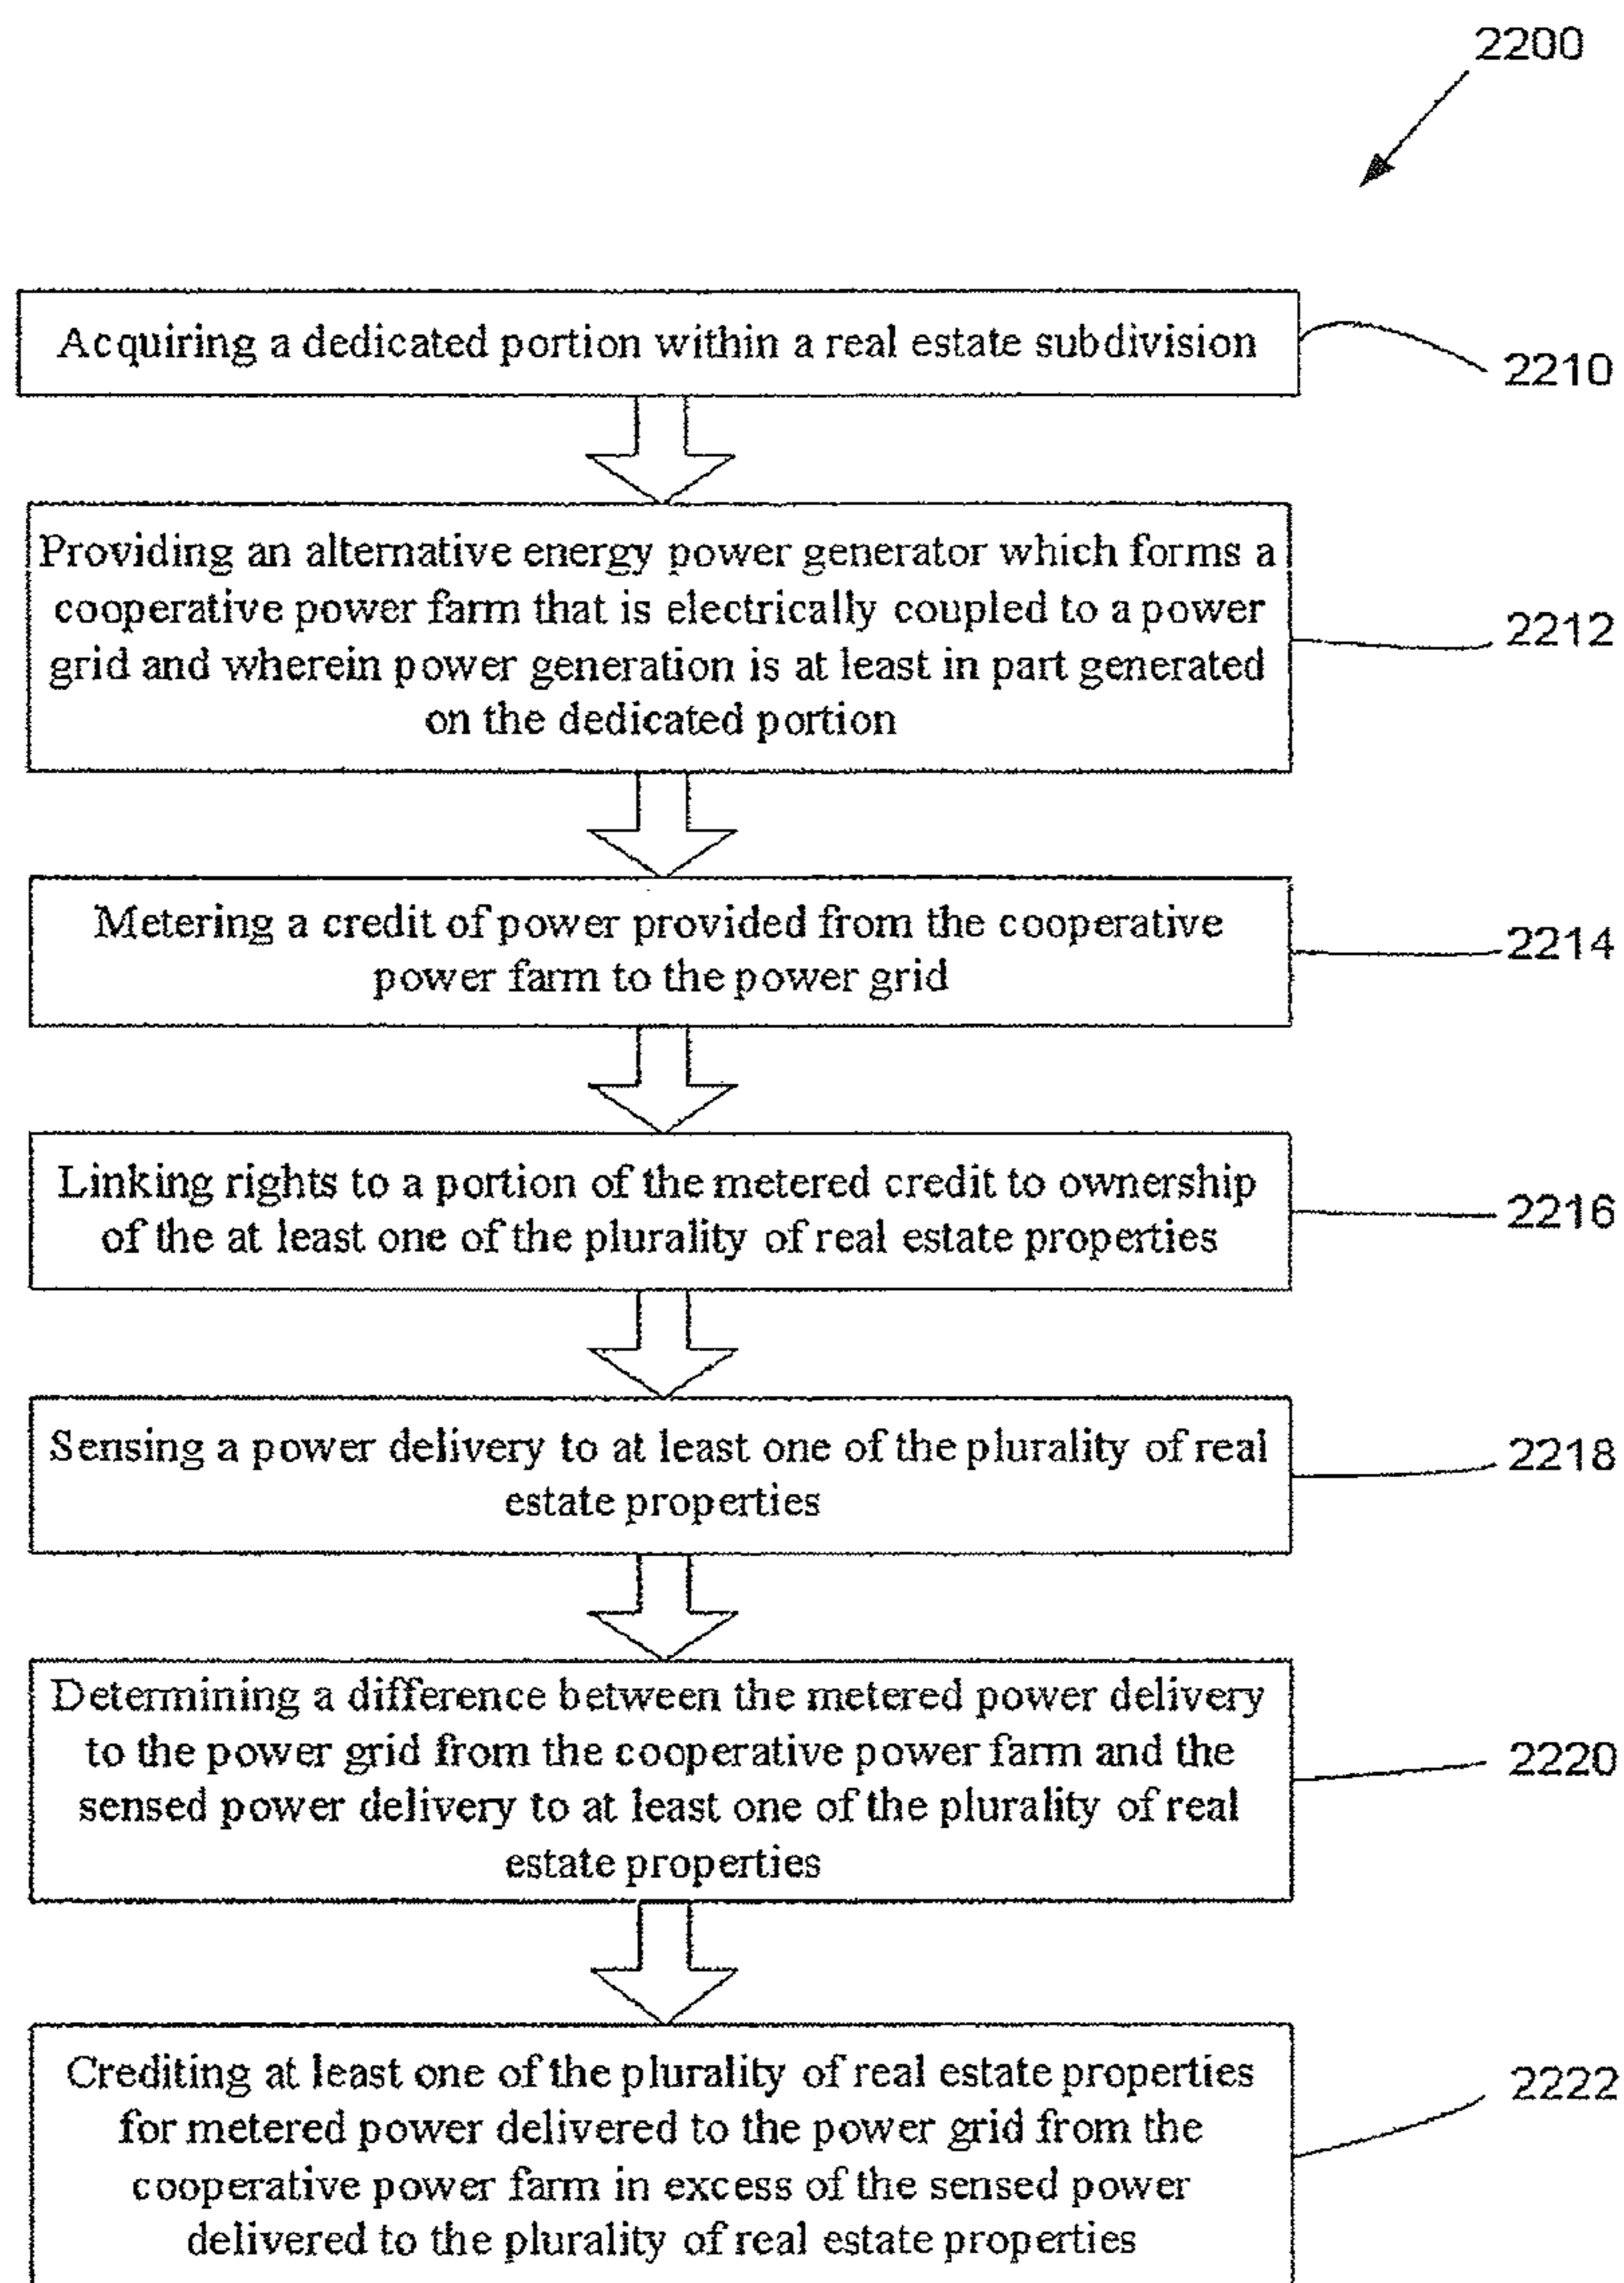 2200
Acquiring a dedicated portion within a real estate subdivision
2210
Providing an alternative energy power generator which forms a
cooperative power farm that is electrically coupled to a power
grid and wherein power generation is at least in part generated
on the dedicated portion
2212
Metering a credit of power provided from the cooperative
power farm to the power grid
2214
Linking rights to a portion of the metered credit to ownership
of the at least one of the plurality of real estate properties
2216
Sensing a power delivery to at least one of the plurality of real
estate properties
2218
Determining a difference between the metered power delivery
to the power grid from the cooperative power farm and the
sensed power delivery to at least one of the plurality of real
estate properties
2220
Crediting at least one of the plurality of real estate properties
for metered power delivered to the power grid from the
cooperative power farm in excess of the sensed power
delivered to the plurality of real estate properties
2222